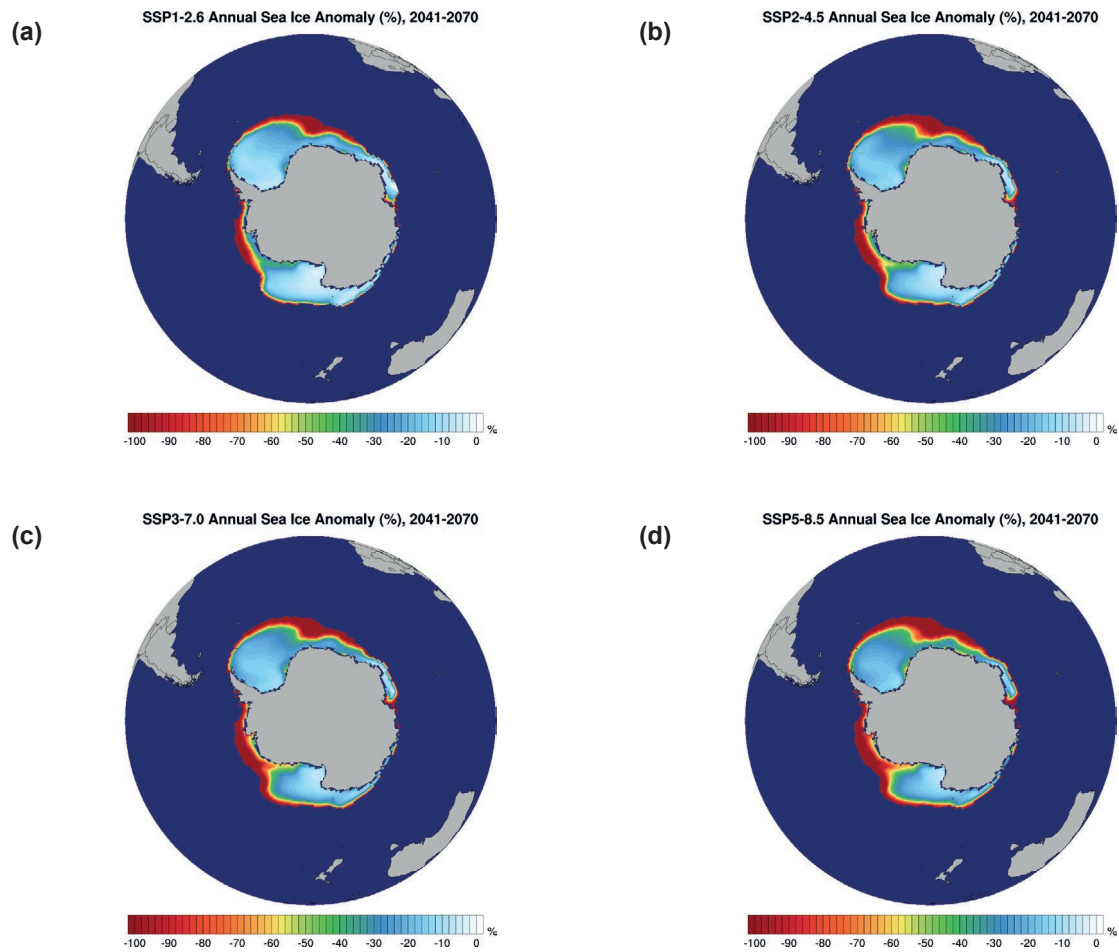 (a)
SSP1-2.6 Annual Sea Ice Anomaly (%), 2041-2070
-100 -90 -80 -70 -60 -50 -40 -30 -20 -10 0 %
(b)
SSP2-4.5 Annual Sea Ice Anomaly (%), 2041-2070
-100 -90 -80 -70 -60 -50 -40 -30 -20 -10 0 %
(c)
SSP3-7.0 Annual Sea Ice Anomaly (%), 2041-2070
-100 -90 -80 -70 -60 -50 -40 -30 -20 -10 0 %
(d)
SSP5-8.5 Annual Sea Ice Anomaly (%), 2041-2070
-100 -90 -80 -70 -60 -50 -40 -30 -20 -10 0 %